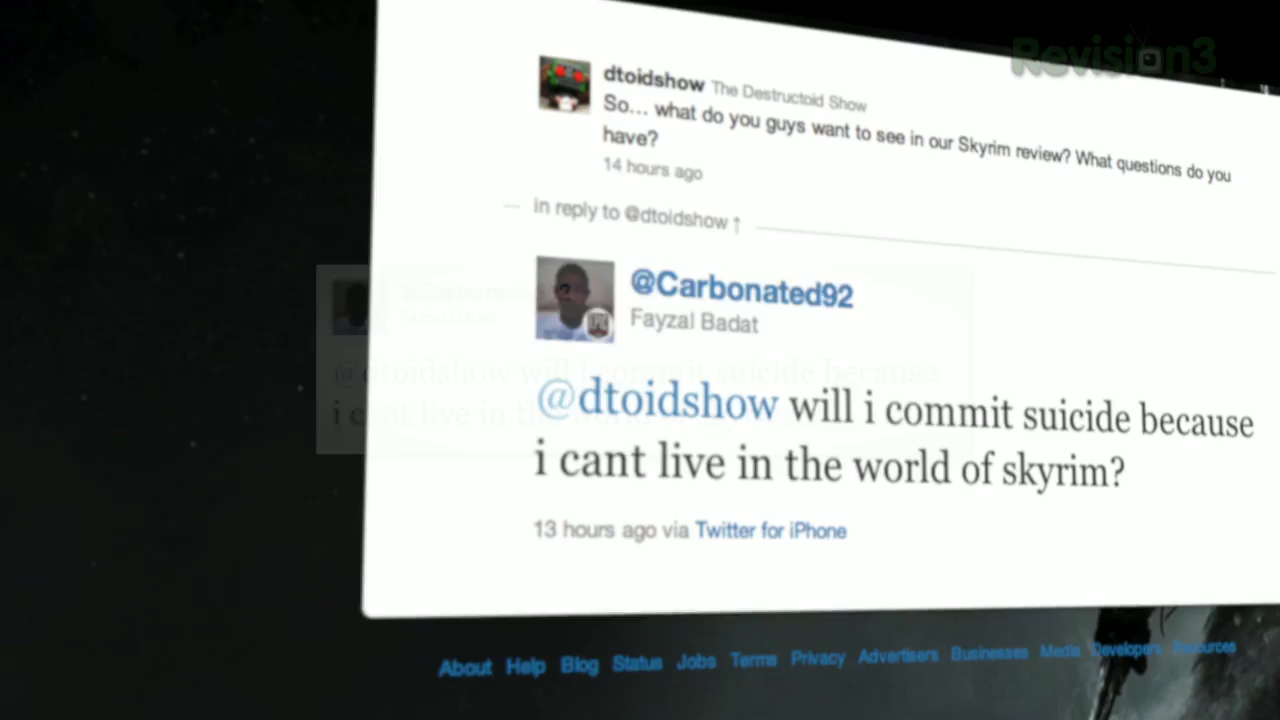 Revision3
dtoidshow The Destructoid Show
So... what do you guys want to see in our Skyrim review? What questions do you
have?
14 hours ago
in reply to @dtoidshow ↑
@Carbonated92
Fayzal Badat
@dtoidshow will i commit suicide because
i cant live in the world of skyrim?
13 hours ago via Twitter for iPhone
About Help Blog Status Jobs Terms Privacy Advertisers Businesses Media Developers Resources